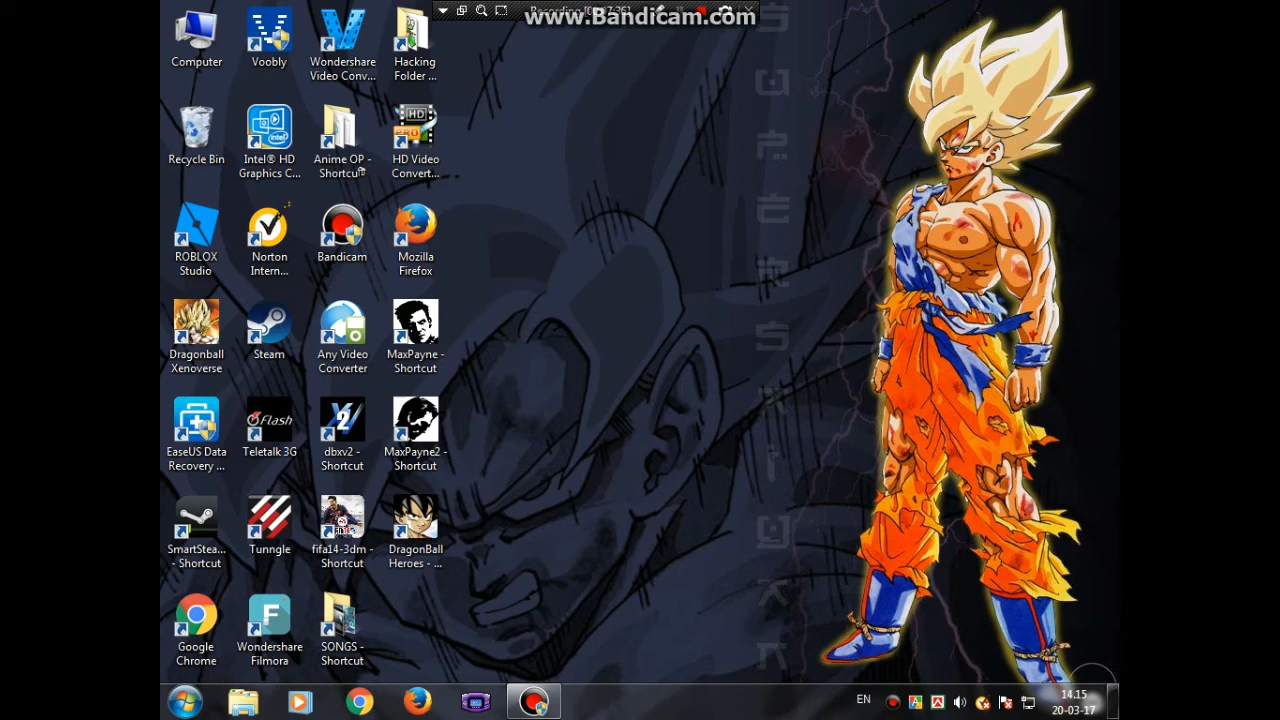 www.Bandicam.com
Computer
Voobly
Wondershare
Video Conv...
Hacking
Folder ...
Recycle Bin
Intel® HD
Graphics C...
Anime OP -
Shortcut
HD Video
Convert...
ROBLOX
Studio
Norton
Intern...
Bandicam
Mozilla
Firefox
Dragonball
Xenoverse
Steam
Any Video
Converter
MaxPayne -
Shortcut
EaseUS Data
Recovery ...
Teletalk 3G
dbxv2 -
Shortcut
MaxPayne2 -
Shortcut
SmartStea...
- Shortcut
Tunngle
fifa14-3dm -
Shortcut
DragonBall
Heroes - ...
Google
Chrome
Wondershare
Filmora
SONGS -
Shortcut
EN
14.15
20-03-17